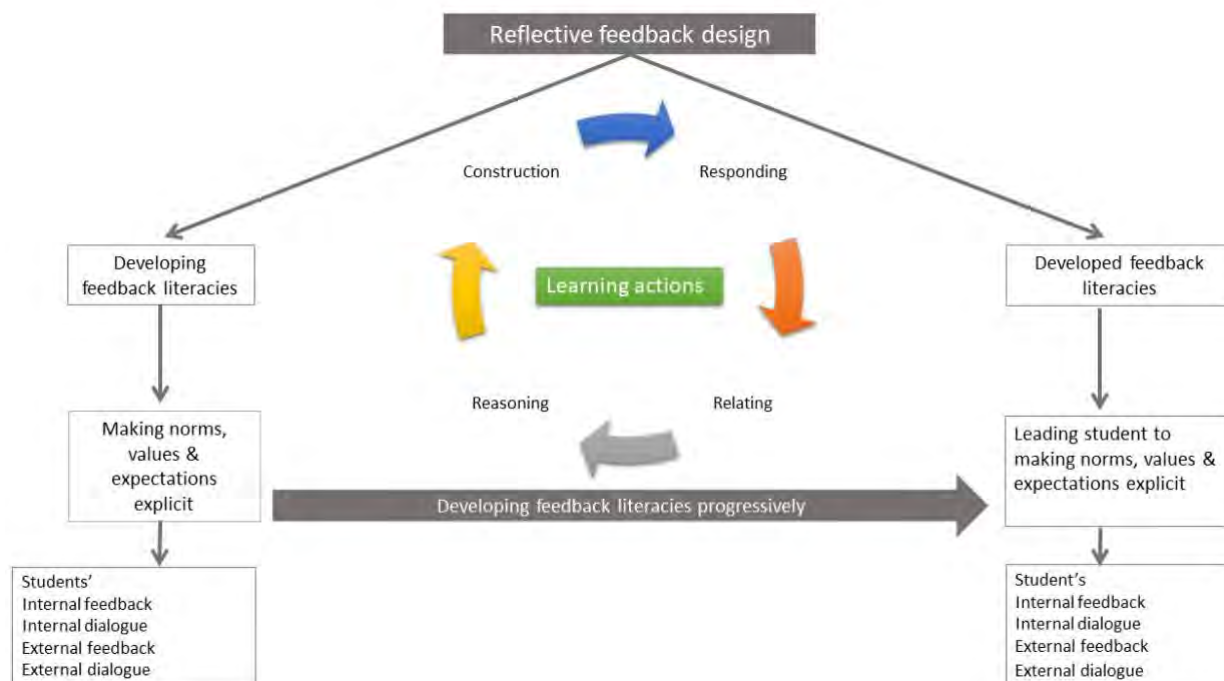 Reflective feedback design
Construction
Responding
Developing
feedback literacies
Learning actions
Developed feedback
literacies
Reasoning
Relating
Making norms,
values &
expectations
explicit
Leading student to
making norms, values &
expectations explicit
Developing feedback literacies progressively
Students’
Internal feedback
Internal dialogue
External feedback
External dialogue
Student’s
Internal feedback
Internal dialogue
External feedback
External dialogue